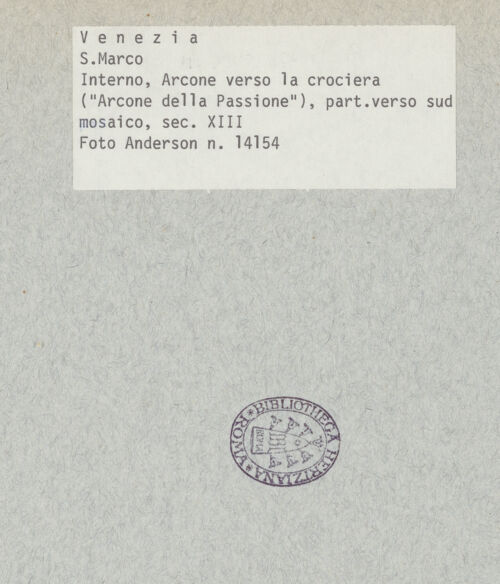 V e n e z i a
S.Marco
Interno, Arcone verso la crociera
("Arcone della Passione"), part.verso sud
mosaico, sec. XIII
Foto Anderson n. 14154
BIBLIOTHECA HERTZIANA * ROMA *